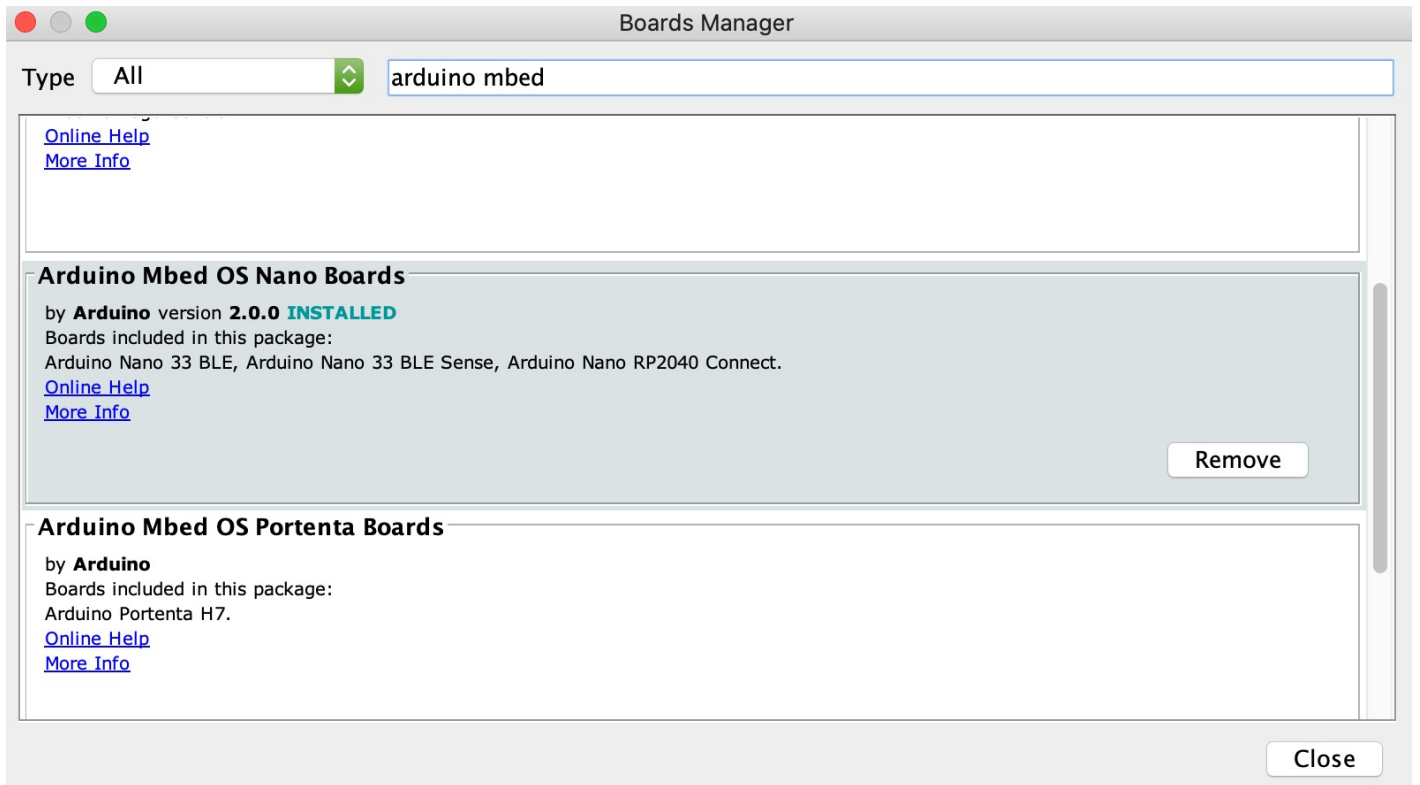 Boards Manager
Type All arduino mbed
Online Help
More Info
Arduino Mbed OS Nano Boards
by Arduino version 2.0.0 INSTALLED
Boards included in this package:
Arduino Nano 33 BLE, Arduino Nano 33 BLE Sense, Arduino Nano RP2040 Connect.
Online Help
More Info
Remove
Arduino Mbed OS Portenta Boards
by Arduino
Boards included in this package:
Arduino Portenta H7.
Online Help
More Info
Close